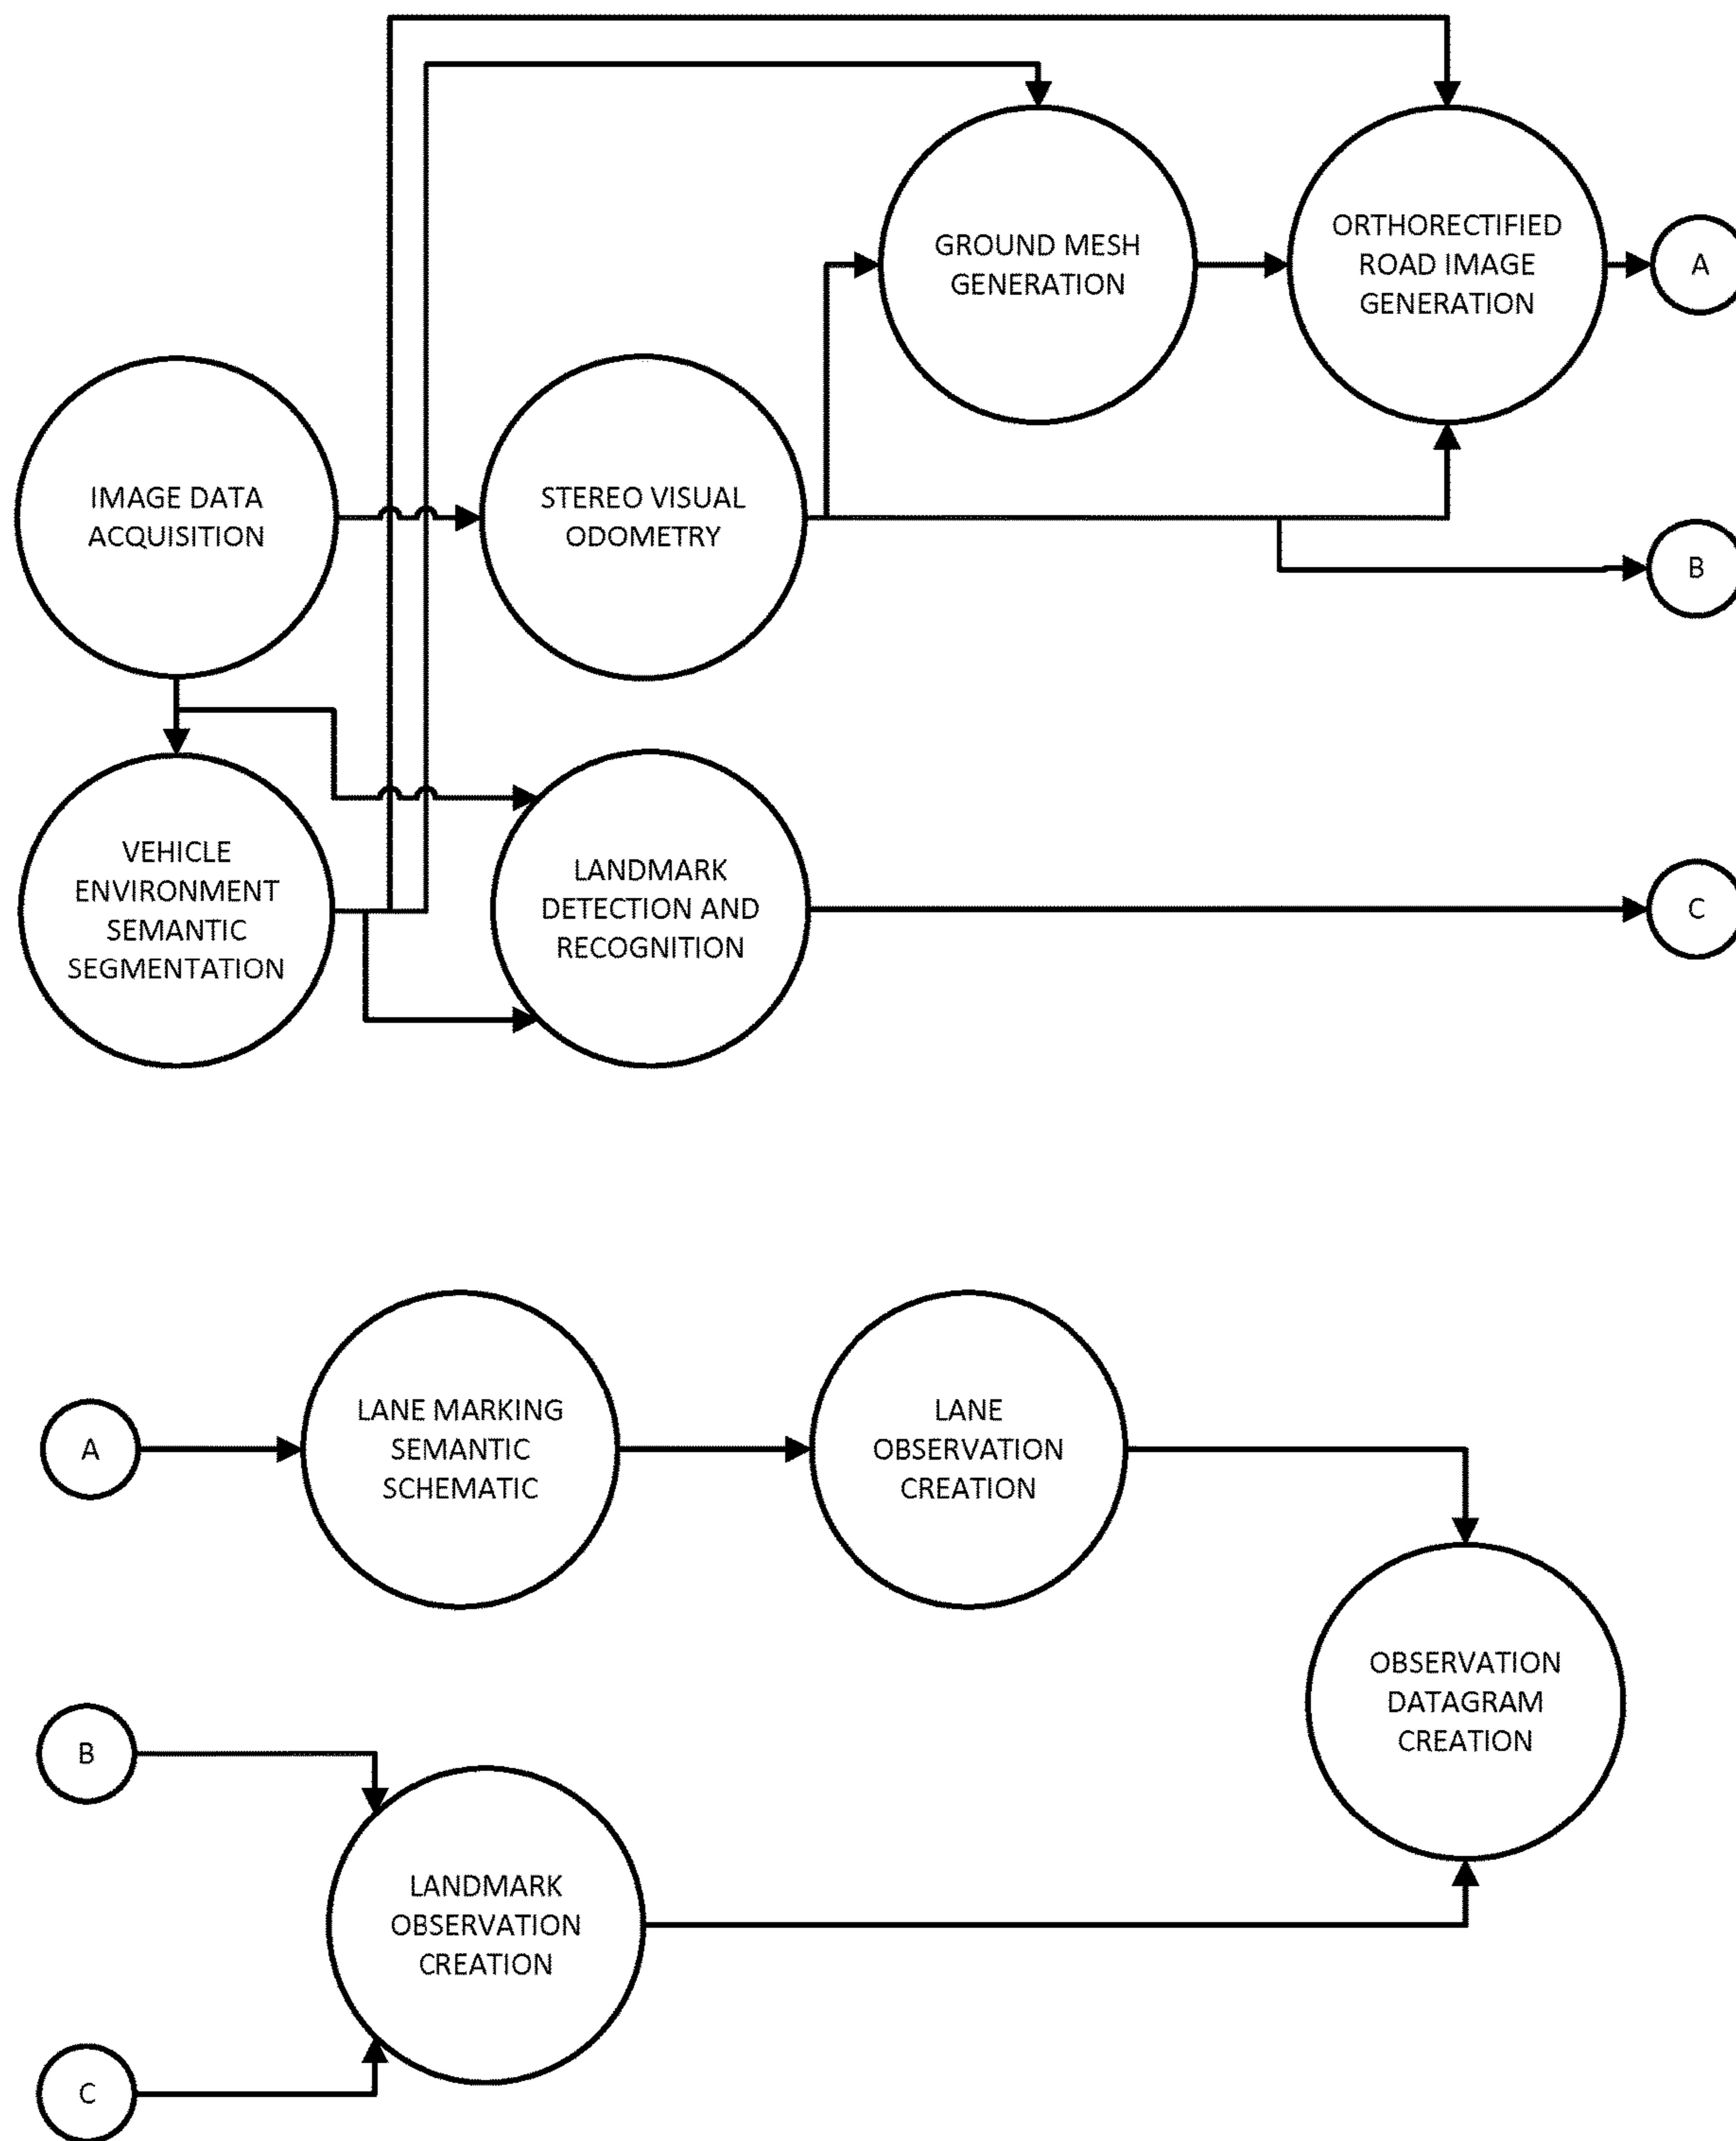 GROUND MESH
GENERATION
ORTHORECTIFIED
ROAD IMAGE
GENERATION
A
IMAGE DATA
ACQUISITION
STEREO VISUAL
ODOMETRY
B
VEHICLE
ENVIRONMENT
SEMANTIC
SEGMENTATION
LANDMARK
DETECTION AND
RECOGNITION
C
A
LANE MARKING
SEMANTIC
SCHEMATIC
LANE
OBSERVATION
CREATION
OBSERVATION
DATAGRAM
CREATION
B
LANDMARK
OBSERVATION
CREATION
C